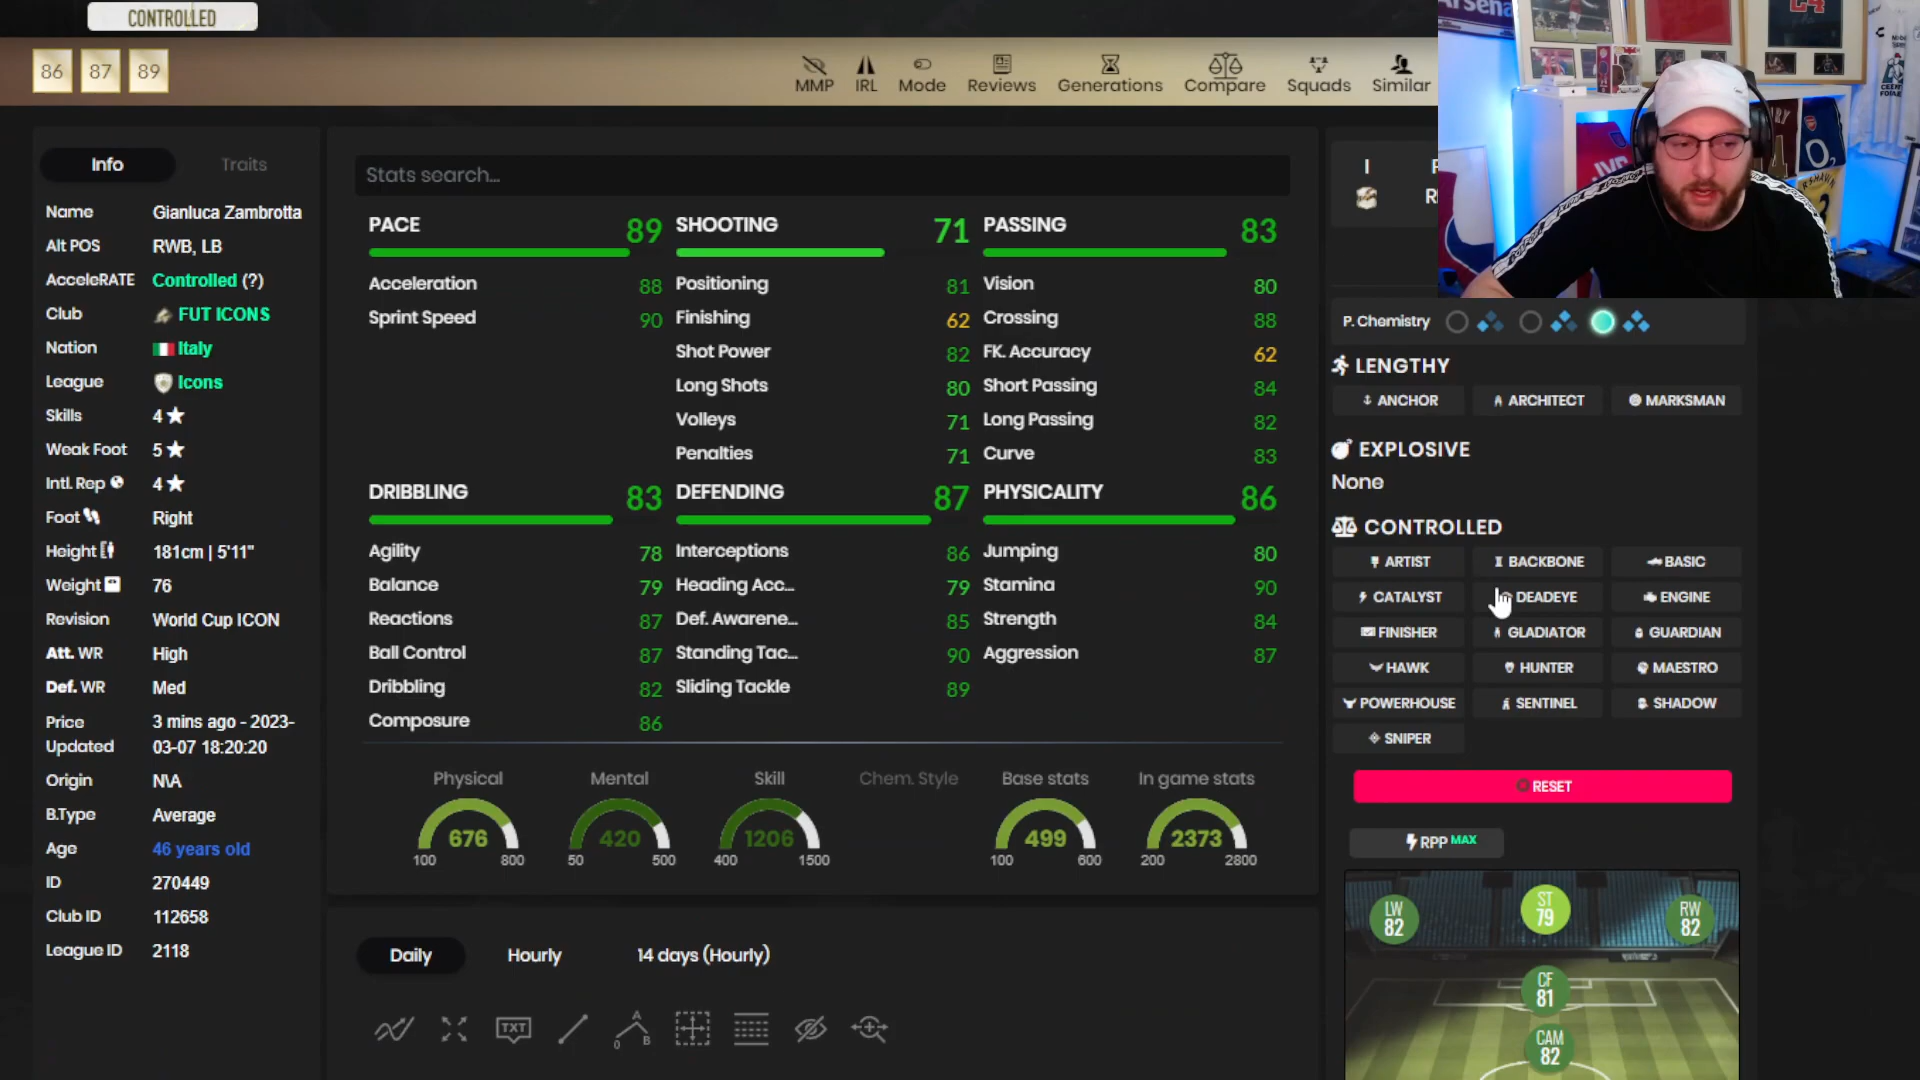 CONTROLLED
86 87 89
MMP IRL Mode Reviews Generations Compare Squads Similar
Info Traits
Name Gianluca Zambrotta
Alt POS RWB, LB
AcceleRATE Controlled (?)
Club FUT ICONS
Nation Italy
League Icons
Skills 4 ★
Weak Foot 5 ★
Intl. Rep 4 ★
Foot Right
Height 181cm | 5'11"
Weight 76
Revision World Cup ICON
Att. WR High
Def. WR Med
Price Updated 3 mins ago - 2023-
03-07 18:20:20
Origin N\A
B.Type Average
Age 46 years old
ID 270449
Club ID 112658
League ID 2118
Stats search...
PACE 89
Acceleration 88
Sprint Speed 90
SHOOTING 71
Positioning 81
Finishing 62
Shot Power 82
Long Shots 80
Volleys 71
Penalties 71
PASSING 83
Vision 80
Crossing 88
FK. Accuracy 62
Short Passing 84
Long Passing 82
Curve 83
DRIBBLING 83
Agility 78
Balance 79
Reactions 87
Ball Control 87
Dribbling 82
Composure 86
DEFENDING 87
Interceptions 86
Heading Acc... 79
Def. Awarene... 85
Standing Tac... 90
Sliding Tackle 89
PHYSICALITY 86
Jumping 80
Stamina 90
Strength 84
Aggression 87
Physical Mental Skill Chem. Style Base stats In game stats
676 420 1206 499 2373
100 800 50 500 400 1500 100 600 200 2800
Daily Hourly 14 days (Hourly)
TXT A
0 B
P. Chemistry
LENGTHY
ANCHOR ARCHITECT MARKSMAN
EXPLOSIVE
None
CONTROLLED
ARTIST BACKBONE BASIC
CATALYST DEADEYE ENGINE
FINISHER GLADIATOR GUARDIAN
HAWK HUNTER MAESTRO
POWERHOUSE SENTINEL SHADOW
SNIPER
RESET
RPP MAX
LW 82
ST 79
RW 82
CF 81
CAM 82
Arsenal